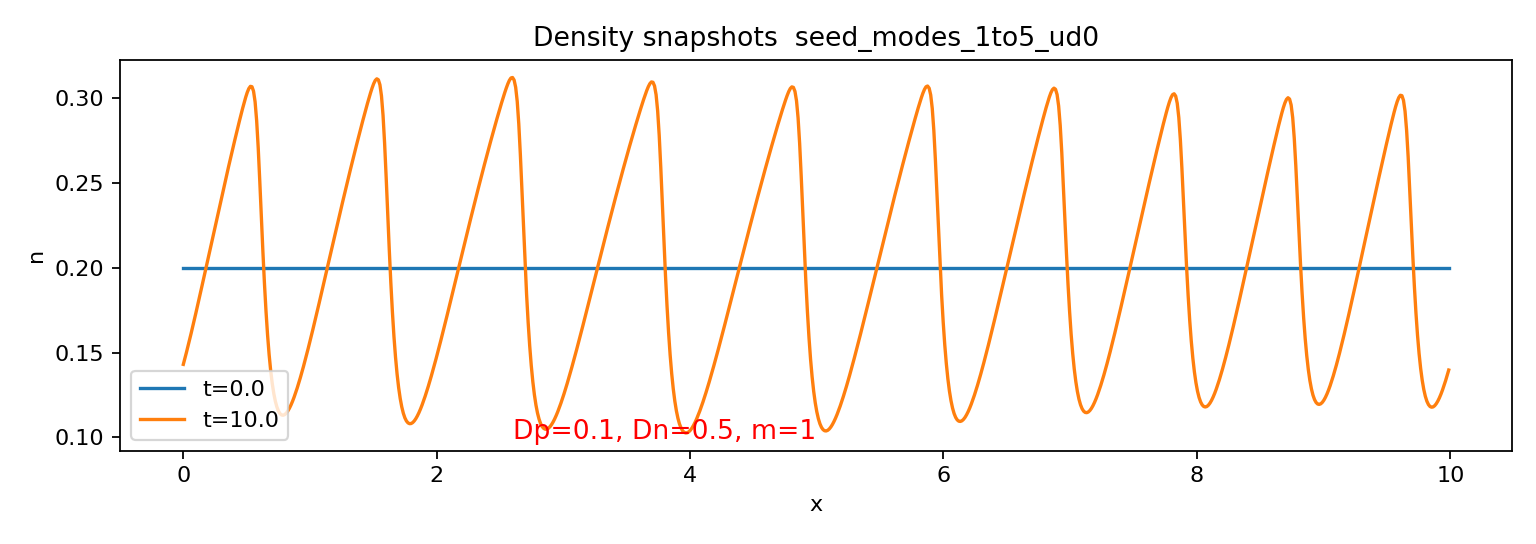 Density snapshots  seed_modes_1to5_ud0
n
0.30
0.25
0.20
0.15
0.10
t=0.0
t=10.0
Dp=0.1, Dn=0.5, m=1
0
2
4
6
8
10
x